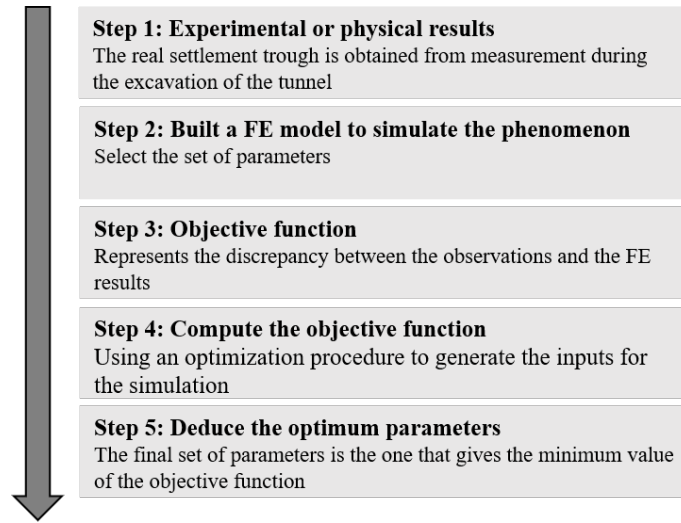 Step 1: Experimental or physical results
The real settlement trough is obtained from measurement during
the excavation of the tunnel
Step 2: Built a FE model to simulate the phenomenon
Select the set of parameters
Step 3: Objective function
Represents the discrepancy between the observations and the FE
results
Step 4: Compute the objective function
Using an optimization procedure to generate the inputs for
the simulation
Step 5: Deduce the optimum parameters
The final set of parameters is the one that gives the minimum value
of the objective function